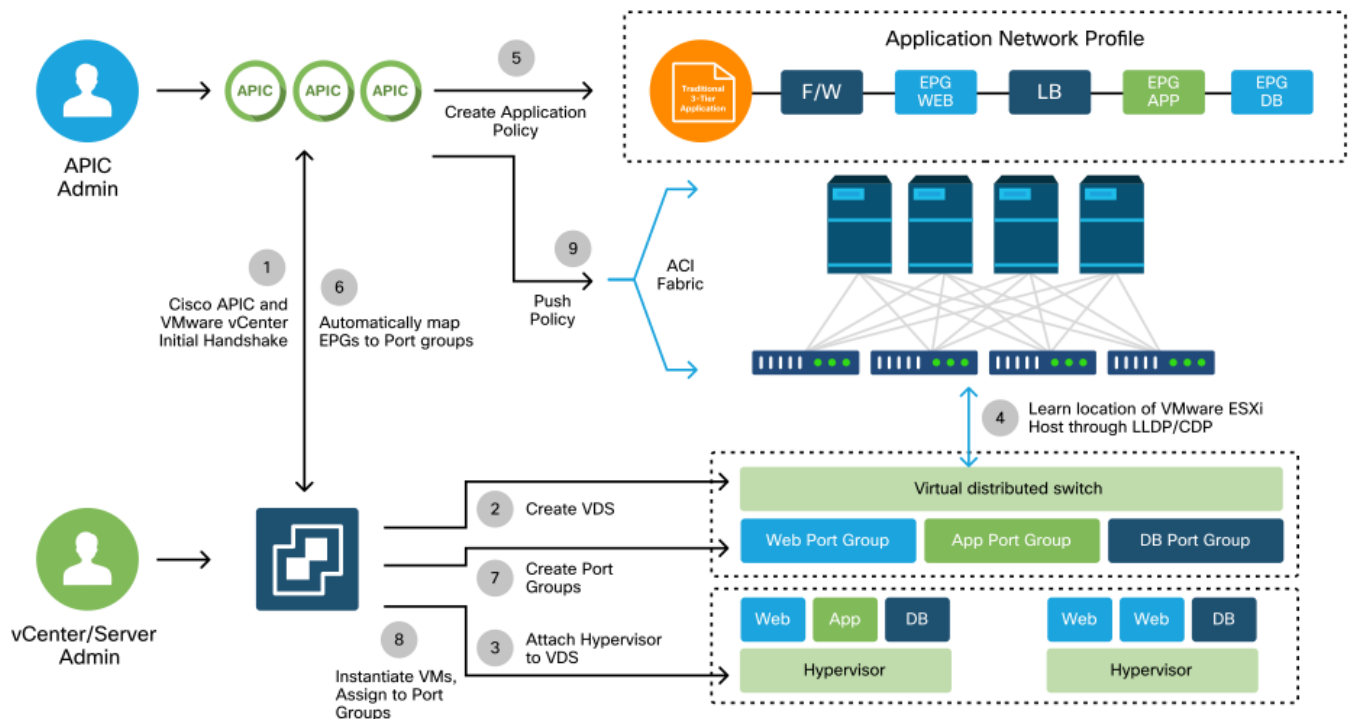 Application Network Profile
APIC
APIC
APIC
5
Create Application
Policy
Traditional
3-Tier
Application
F/W
EPG
WEB
LB
EPG
APP
EPG
DB
APIC
Admin
1
Cisco APIC and
VMware vCenter
Initial Handshake
6
Automatically map
EPGs to Port groups
9
Push
Policy
ACI
Fabric
4
Learn location of VMware ESXi
Host through LLDP/CDP
vCenter/Server
Admin
2
Create VDS
7
Create Port
Groups
3
Attach Hypervisor
to VDS
8
Instantiate VMs,
Assign to Port
Groups
Virtual distributed switch
Web Port Group
App Port Group
DB Port Group
Web
App
DB
Hypervisor
Web
Web
DB
Hypervisor